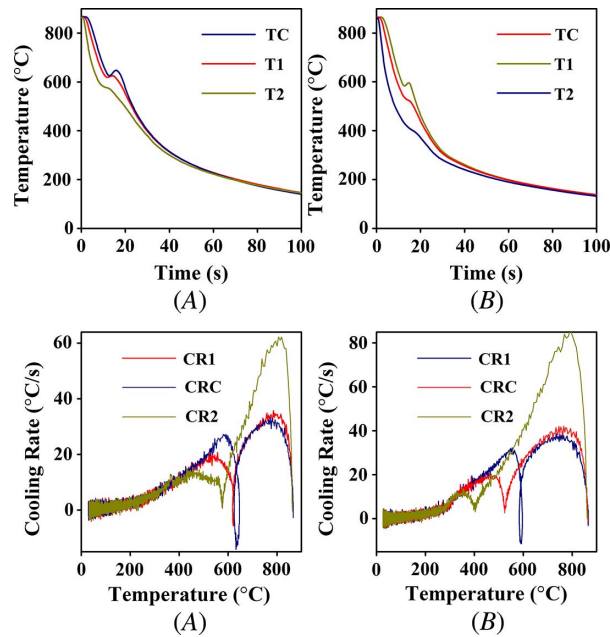 800
600
400
200
0
Temperature (°C)
TC
T1
T2
0 20 40 60 80 100
Time (s)
(A)
800
600
400
200
0
Temperature (°C)
TC
T1
T2
0 20 40 60 80 100
Time (s)
(B)
60
40
20
0
Cooling Rate (°C/s)
CR1
CRC
CR2
0 200 400 600 800
Temperature (°C)
(A)
80
60
40
20
0
Cooling Rate (°C/s)
CR1
CRC
CR2
0 200 400 600 800
Temperature (°C)
(B)